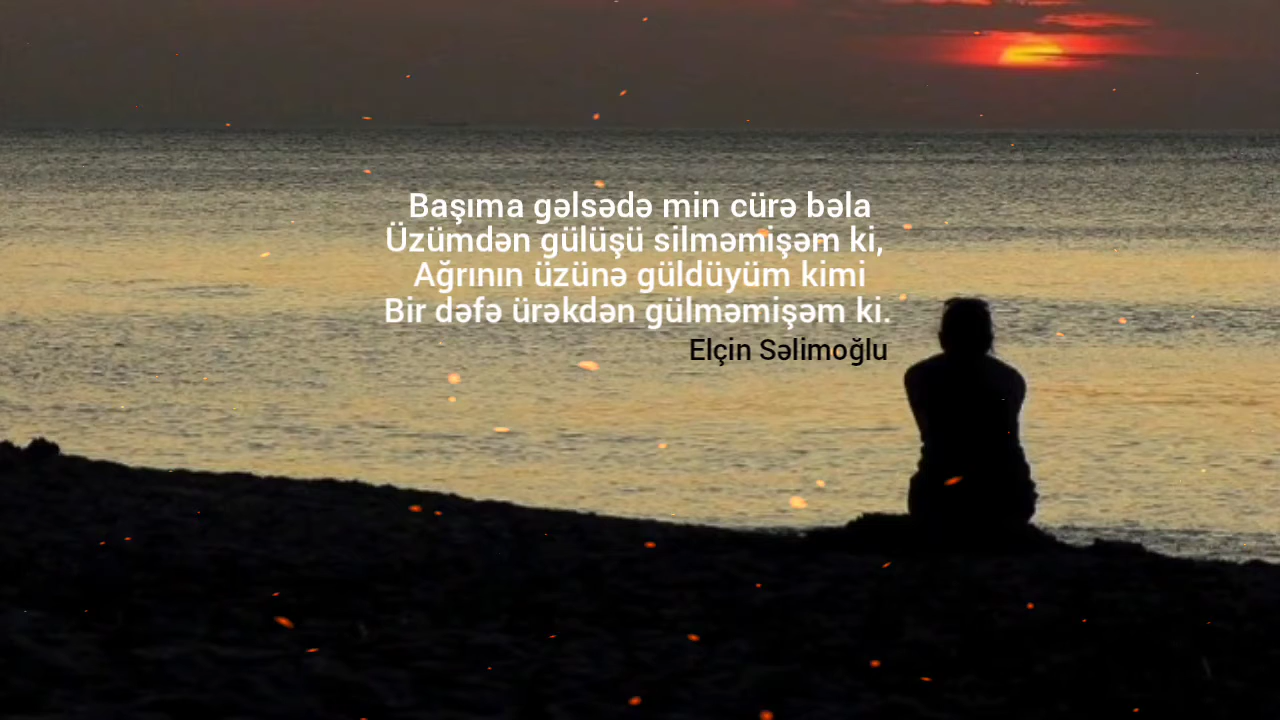 Başıma gəlsədə min cürə bəla
Üzümdən gülüşü silməmişəm ki,
Ağrının üzünə güldüyüm kimi
Bir dəfə ürəkdən gülməmişəm ki.
Elçin Səlimoğlu